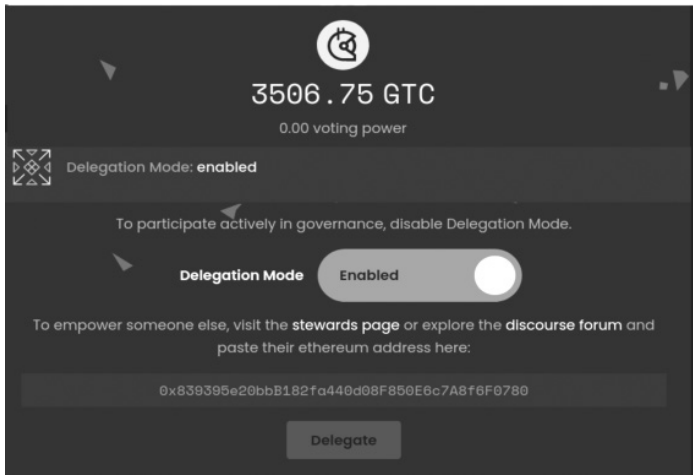 3506.75 GTC
0.00 voting power
Delegation Mode: enabled
To participate actively in governance, disable Delegation Mode.
Delegation Mode Enabled
To empower someone else, visit the stewards page or explore the discourse forum and
paste their ethereum address here:
0x839395e20bbB182fa440d08F850E6c7A8f6F0780
Delegate